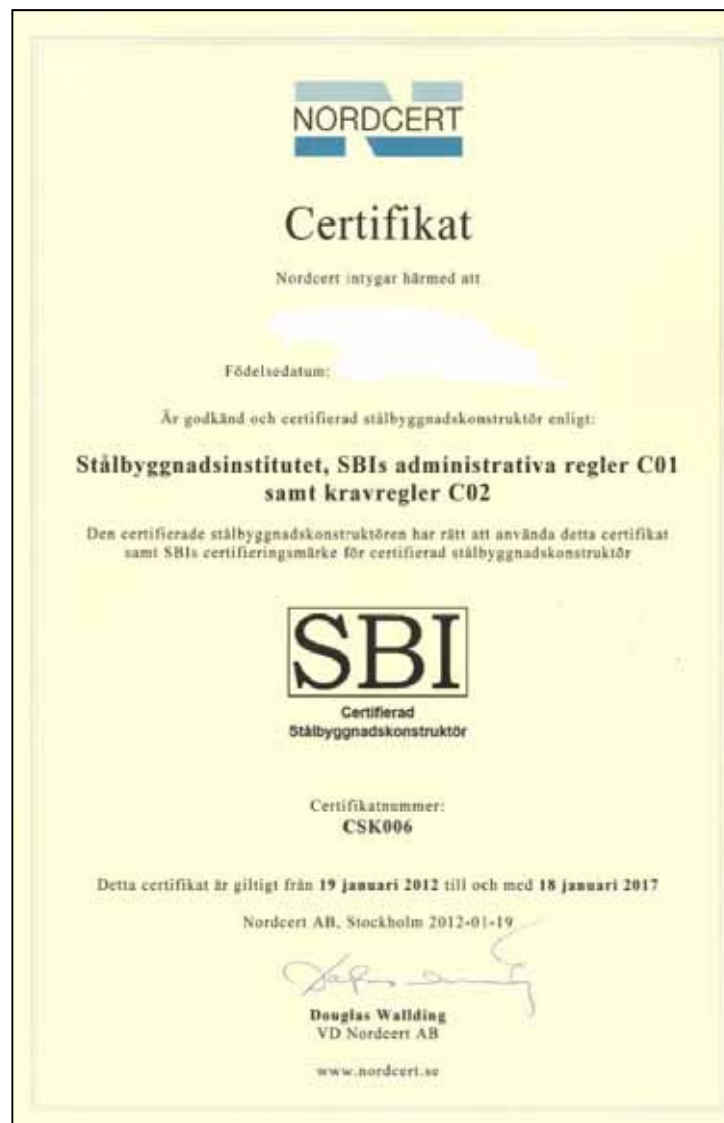 NORDCERT
Certifikat
Nordcert intygar härmed att
Födelsedatum:
Är godkänd och certifierad stålbyggnadskonstruktör enligt:
Stålbyggnadsinstitutet, SBIs administrativa regler C01
samt kravregler C02
Den certifierade stålbyggnadskonstruktören har rätt att använda detta certifikat
samt SBIs certifieringsmärke för certifierad stålbyggnadskonstruktör
SBI
Certifierad
Stålbyggnadskonstruktör
Certifikatnummer:
CSK006
Detta certifikat är giltigt från 19 januari 2012 till och med 18 januari 2017
Nordcert AB, Stockholm 2012-01-19
Douglas Wallding
VD Nordcert AB
www.nordcert.se